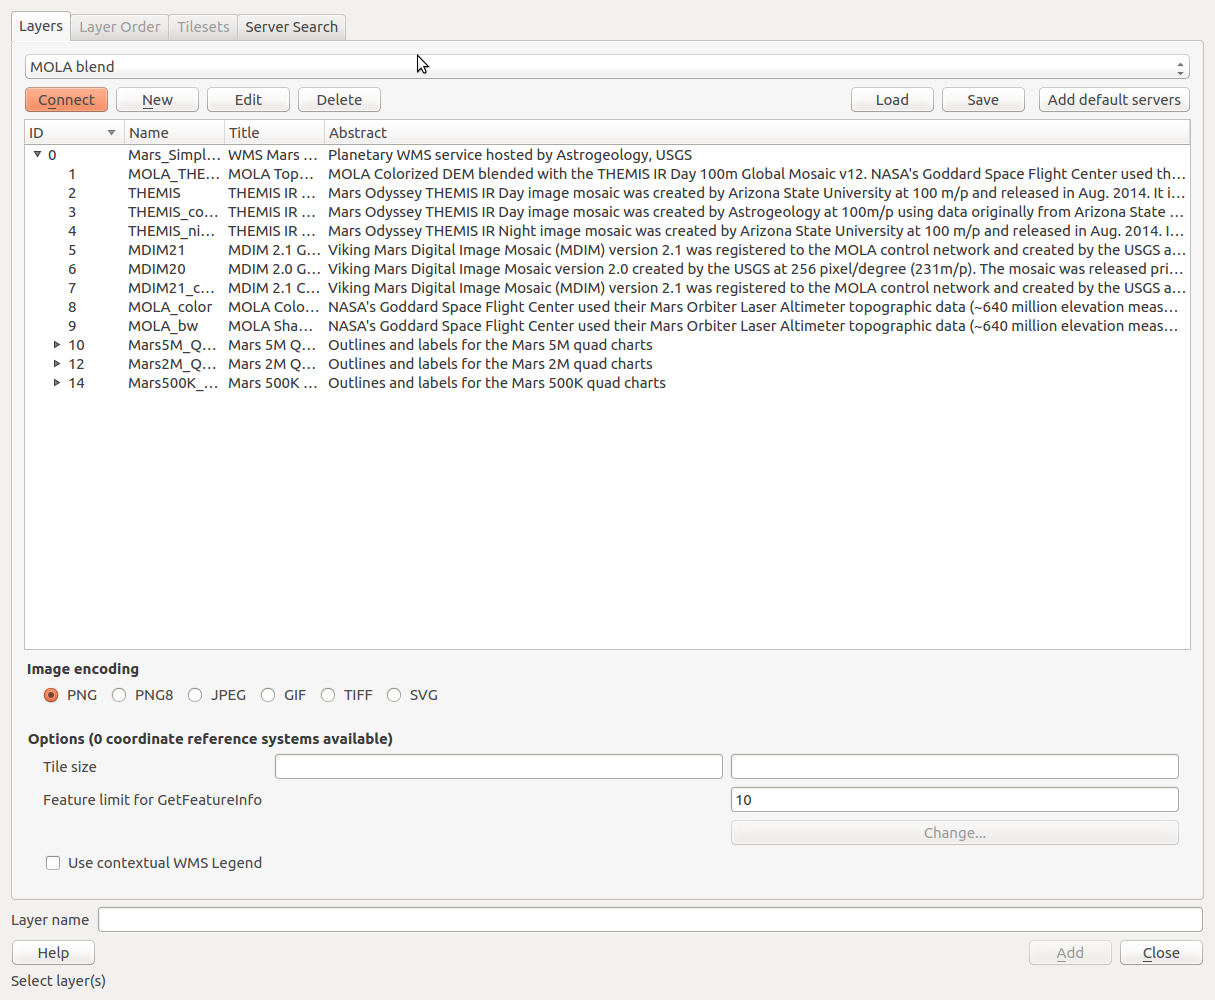 Layers Layer Order Tilesets Server Search
MOLA blend
Connect New Edit Delete Load Save Add default servers
ID Name Title Abstract
0 Mars_Simpl... WMS Mars ... Planetary WMS service hosted by Astrogeology, USGS
1 MOLA_THE... MOLA Top... MOLA Colorized DEM blended with the THEMIS IR Day 100m Global Mosaic v12. NASA's Goddard Space Flight Center used th...
2 THEMIS THEMIS IR ... Mars Odyssey THEMIS IR Day image mosaic was created by Arizona State University at 100 m/p and released in Aug. 2014. It i...
3 THEMIS_co... THEMIS IR ... Mars Odyssey THEMIS IR Day image mosaic was created by Astrogeology at 100m/p using data originally from Arizona State ...
4 THEMIS_ni... THEMIS IR ... Mars Odyssey THEMIS IR Night image mosaic was created by Arizona State University at 100 m/p and released in Aug. 2014. I...
5 MDIM21 MDIM 2.1 G... Viking Mars Digital Image Mosaic (MDIM) version 2.1 was registered to the MOLA control network and created by the USGS a...
6 MDIM20 MDIM 2.0 G... Viking Mars Digital Image Mosaic version 2.0 created by the USGS at 256 pixel/degree (231m/p). The mosaic was released pri...
7 MDIM21_c... MDIM 2.1 C... Viking Mars Digital Image Mosaic (MDIM) version 2.1 was registered to the MOLA control network and created by the USGS a...
8 MOLA_color MOLA Colo... NASA's Goddard Space Flight Center used their Mars Orbiter Laser Altimeter topographic data (~640 million elevation meas...
9 MOLA_bw MOLA Sha... NASA's Goddard Space Flight Center used their Mars Orbiter Laser Altimeter topographic data (~640 million elevation meas...
10 Mars5M_Q... Mars 5M Q... Outlines and labels for the Mars 5M quad charts
12 Mars2M_Q... Mars 2M Q... Outlines and labels for the Mars 2M quad charts
14 Mars500K_... Mars 500K ... Outlines and labels for the Mars 500K quad charts
Image encoding
PNG PNG8 JPEG GIF TIFF SVG
Options (0 coordinate reference systems available)
Tile size
Feature limit for GetFeatureInfo 10
Change...
Use contextual WMS Legend
Layer name
Help Add Close
Select layer(s)